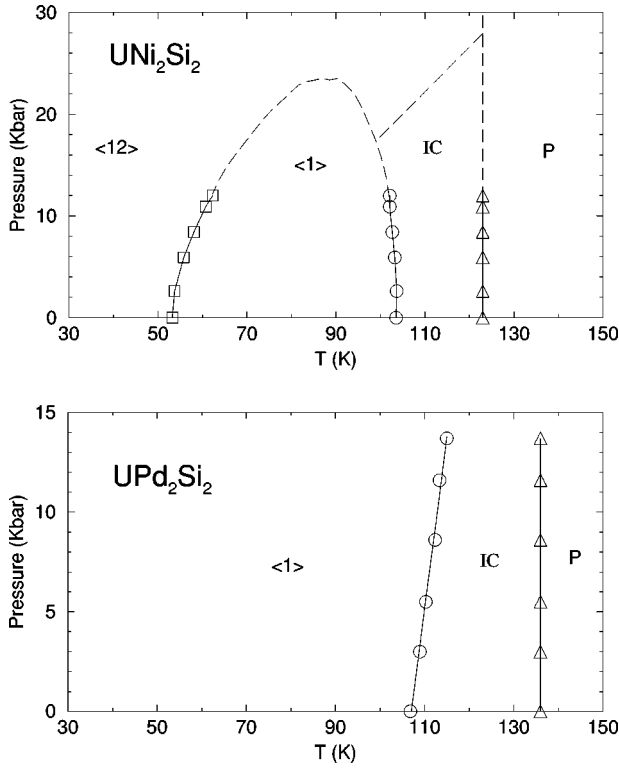 UNi₂Si₂
Pressure (Kbar)
30
20
10
0
<12>
<1>
IC
P
30 50 70 90 110 130 150
T (K)
UPd₂Si₂
Pressure (Kbar)
15
10
5
0
<1>
IC
P
30 50 70 90 110 130 150
T (K)